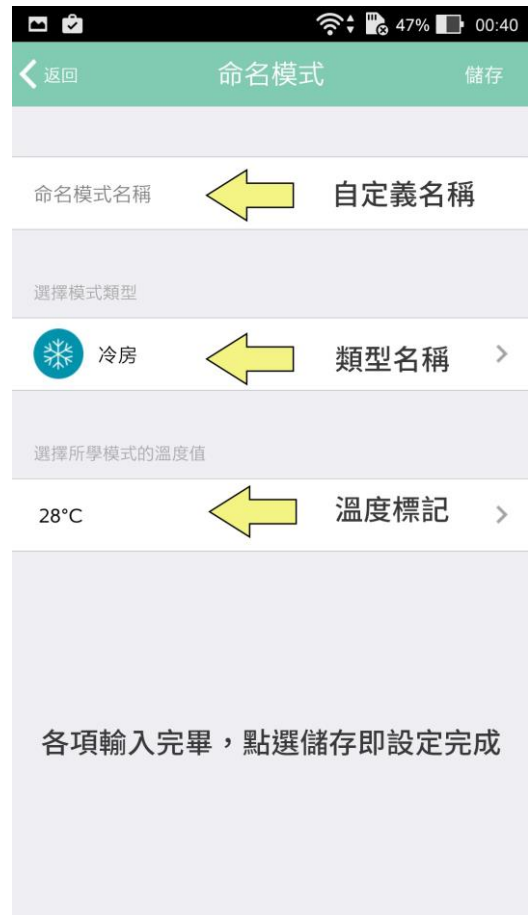 47% 00:40
返回 命名模式 儲存
命名模式名稱 自定義名稱
選擇模式類型
冷房 類型名稱
選擇所學模式的溫度值
28°C 溫度標記
各項輸入完畢，點選儲存即設定完成